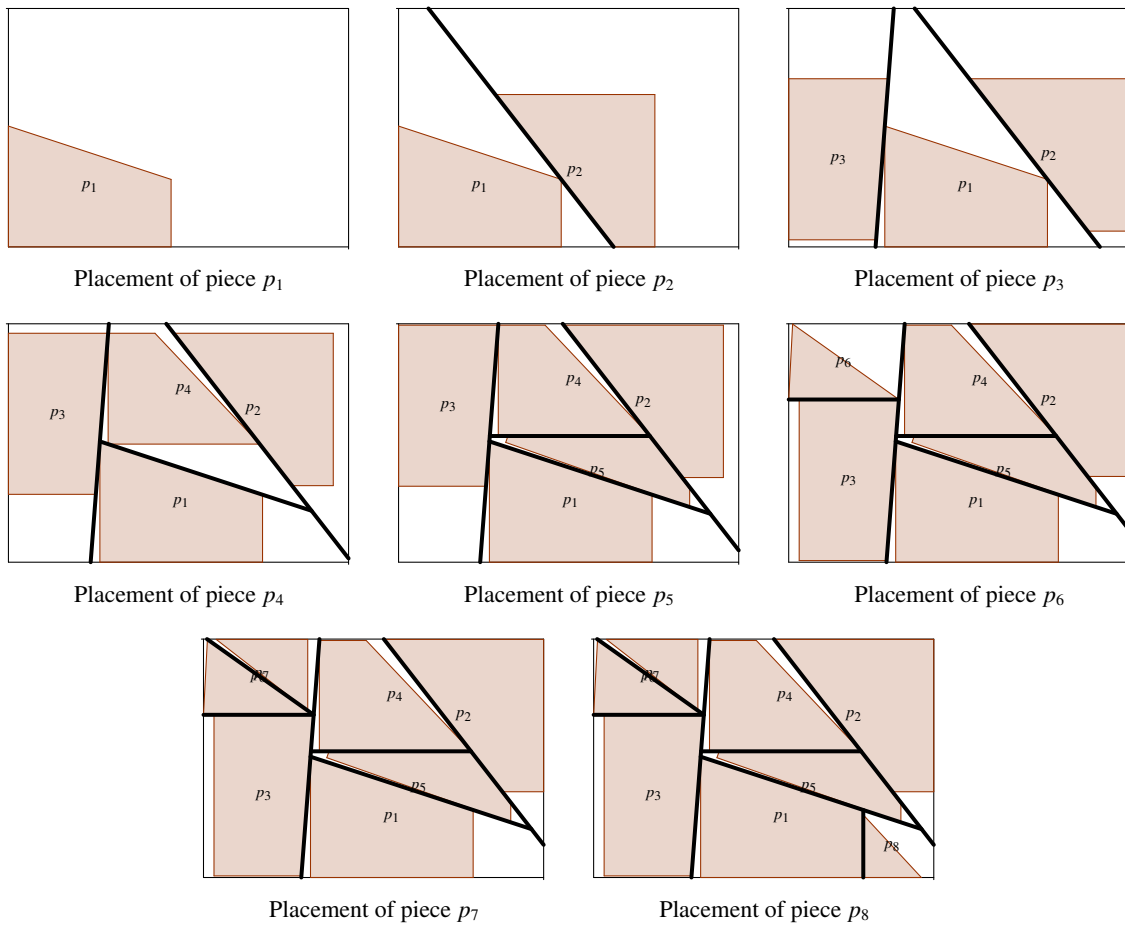 p1
Placement of piece p1
p1
p2
Placement of piece p2
p3
p1
p2
Placement of piece p3
p3
p4
p2
p1
Placement of piece p4
p3
p4
p2
p5
p1
Placement of piece p5
p6
p4
p2
p5
p3
p1
Placement of piece p6
p4
p2
p5
p3
p1
Placement of piece p7
p4
p2
p5
p3
p1
p8
Placement of piece p8